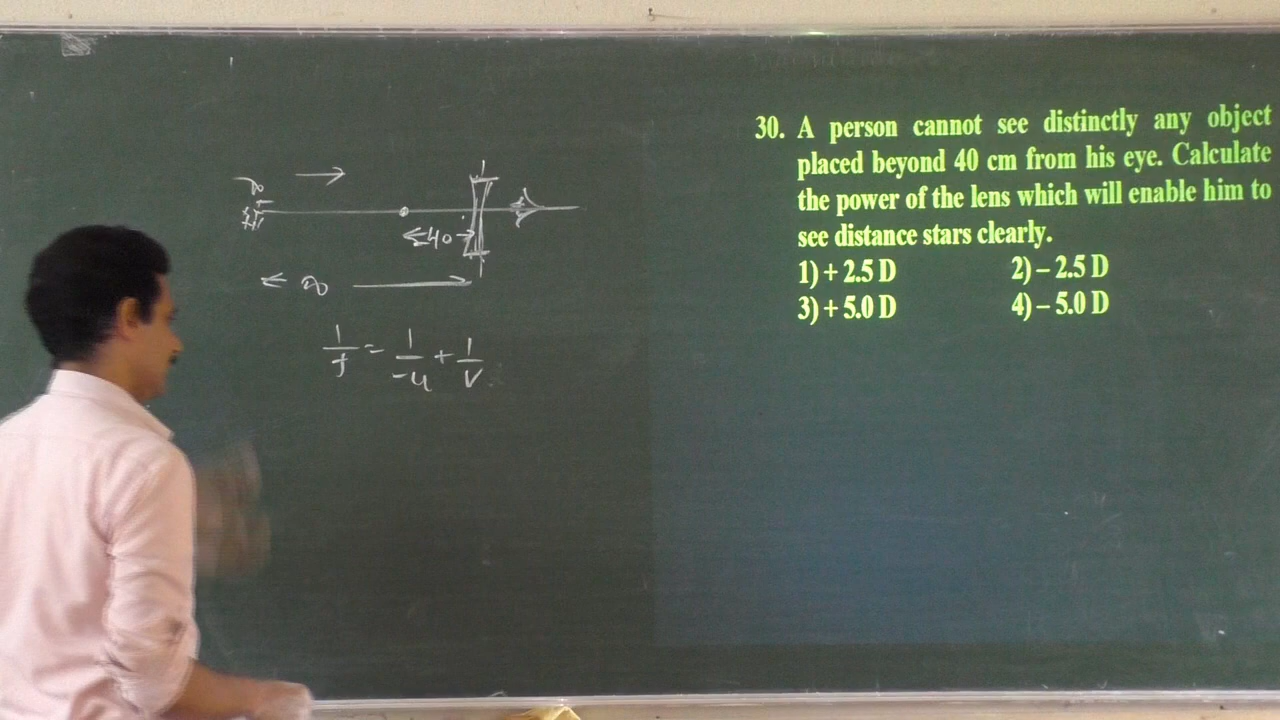 30. A person cannot see distinctly any object
placed beyond 40 cm from his eye. Calculate
the power of the lens which will enable him to
see distance stars clearly.
1) + 2.5 D 2) – 2.5 D
3) + 5.0 D 4) – 5.0 D
∞
40
∞
1/f = 1/-u + 1/v